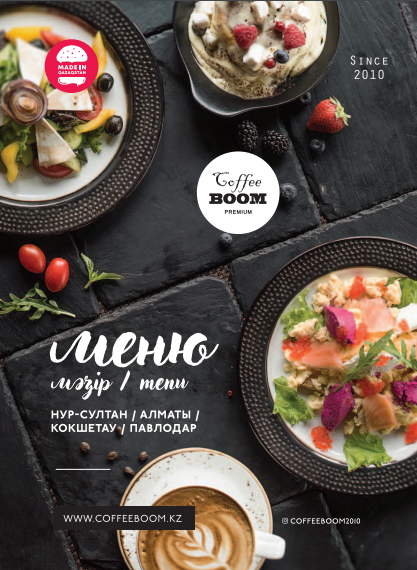 MADE IN
QAZAQSTAN
SINCE
2010
Coffee
BOOM
PREMIUM
меню
мәзір / menu
НУР-СУЛТАН / АЛМАТЫ /
КОКШЕТАУ / ПАВЛОДАР
WWW.COFFEEBOOM.KZ
COFFEEBOOM2010